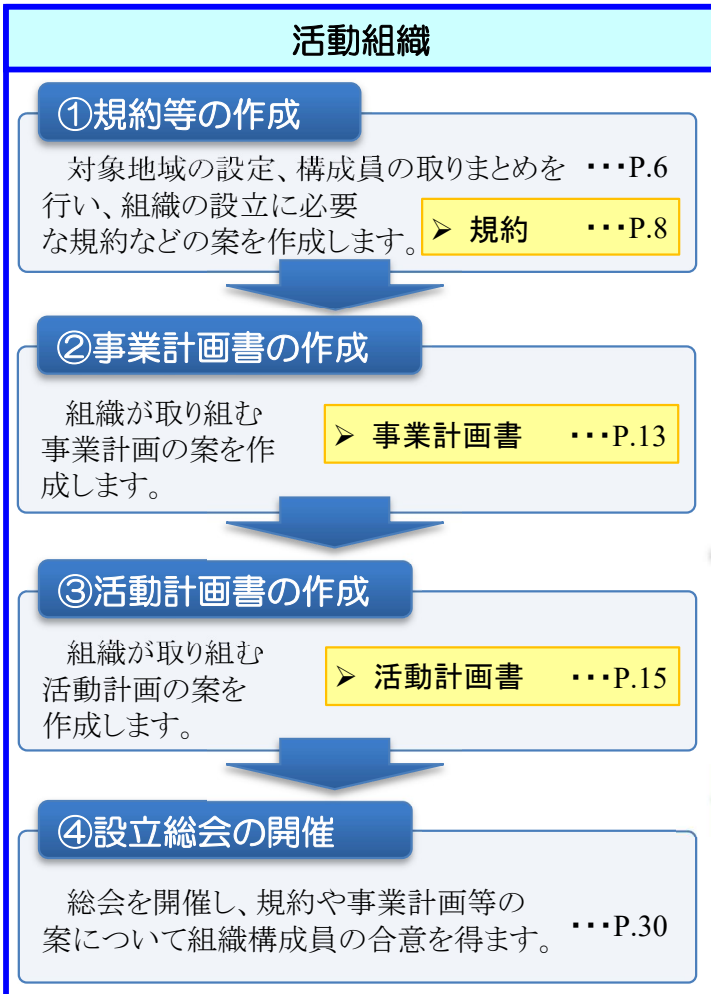 活動組織
①規約等の作成
対象地域の設定、構成員の取りまとめを ・・・P.6
行い、組織の設立に必要
な規約などの案を作成します。
➢ 規約 ・・・P.8
②事業計画書の作成
組織が取り組む
事業計画の案を作
成します。
➢ 事業計画書 ・・・P.13
③活動計画書の作成
組織が取り組む
活動計画の案を
作成します。
➢ 活動計画書 ・・・P.15
④設立総会の開催
総会を開催し、規約や事業計画等の
案について組織構成員の合意を得ます。 ・・・P.30